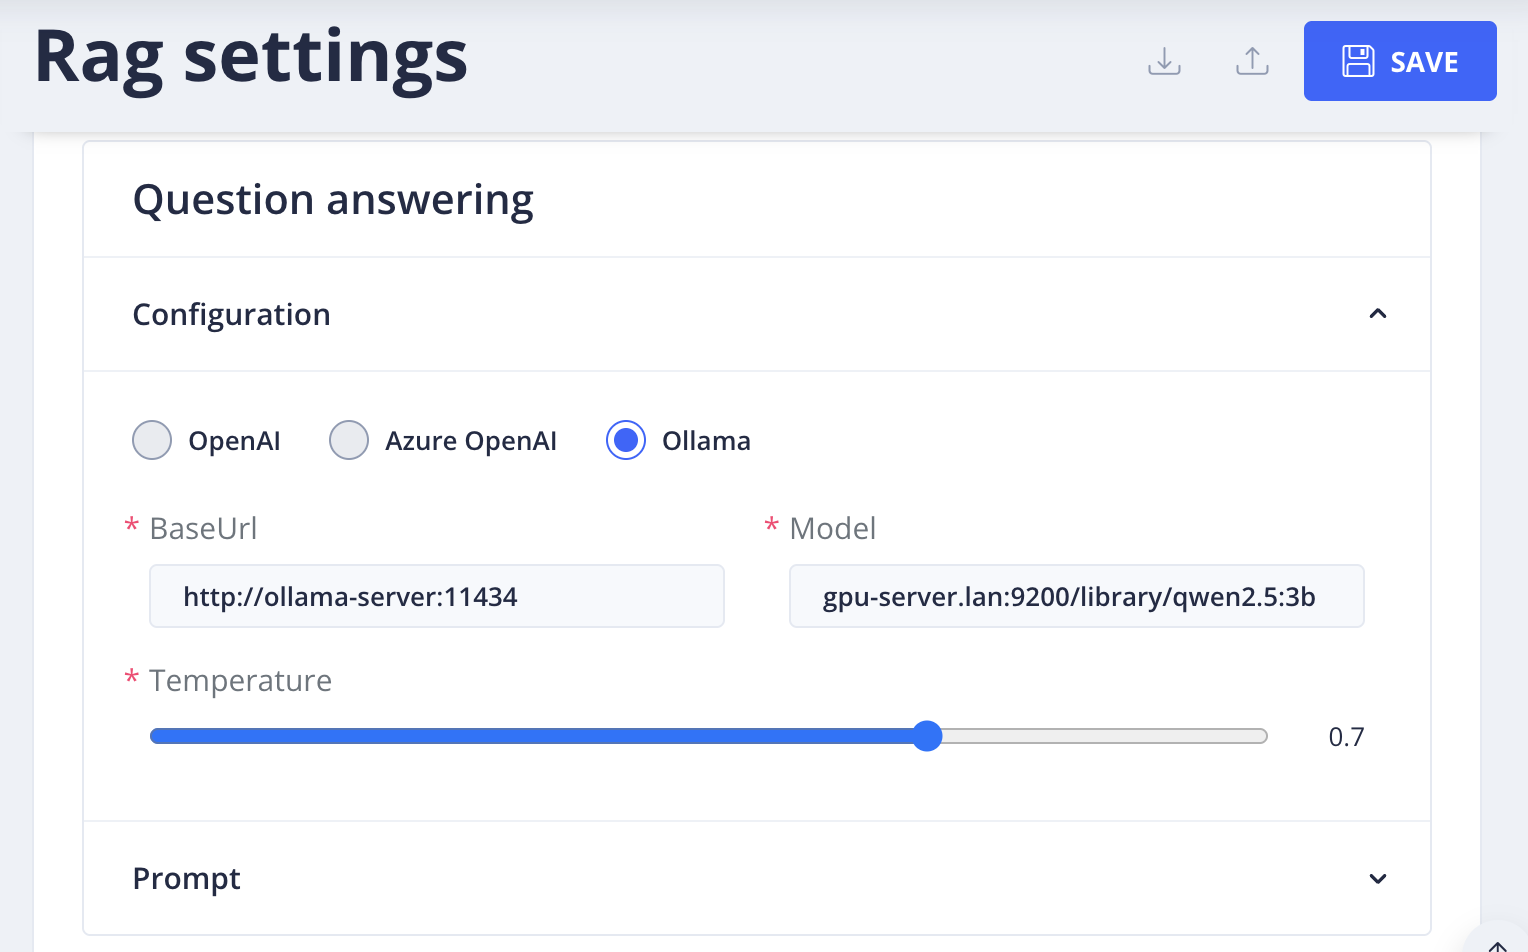 Rag settings
SAVE
Question answering
Configuration
OpenAI
Azure OpenAI
Ollama
* BaseUrl
* Model
http://ollama-server:11434
gpu-server.lan:9200/library/qwen2.5:3b
* Temperature
0.7
Prompt